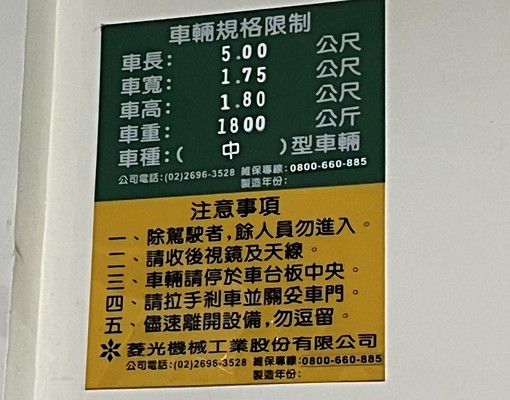 車輛規格限制
車長: 5.00 公尺
車寬: 1.75 公尺
車高: 1.80 公尺
車重: 1800 公斤
車種:( 中 )型車輛
公司電話:(02)2696-3528 維保專線:0800-660-885
製造年份:
注意事項
一、除駕駛者,餘人員勿進入。
二、請收後視鏡及天線。
三、車輛請停於車台板中央。
四、請拉手剎車並關妥車門。
五、儘速離開設備,勿逗留。
菱光機械工業股份有限公司
公司電話:(02)2696-3528 維保專線:0800-660-885
製造年份: